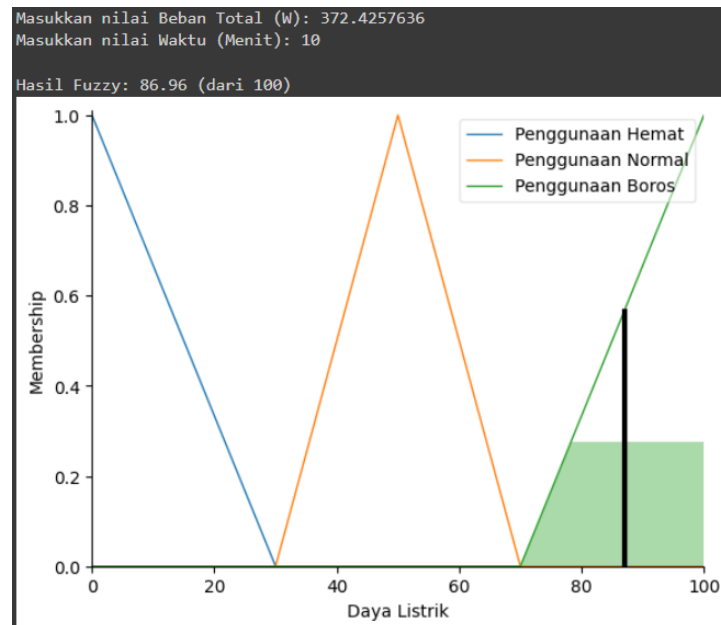 Masukkan nilai Beban Total (W): 372.4257636
Masukkan nilai Waktu (Menit): 10
Hasil Fuzzy: 86.96 (dari 100)
1.0
Penggunaan Hemat
Penggunaan Normal
Penggunaan Boros
0.8
0.6
Membership
0.4
0.2
0.0
0
20
40
60
80
100
Daya Listrik